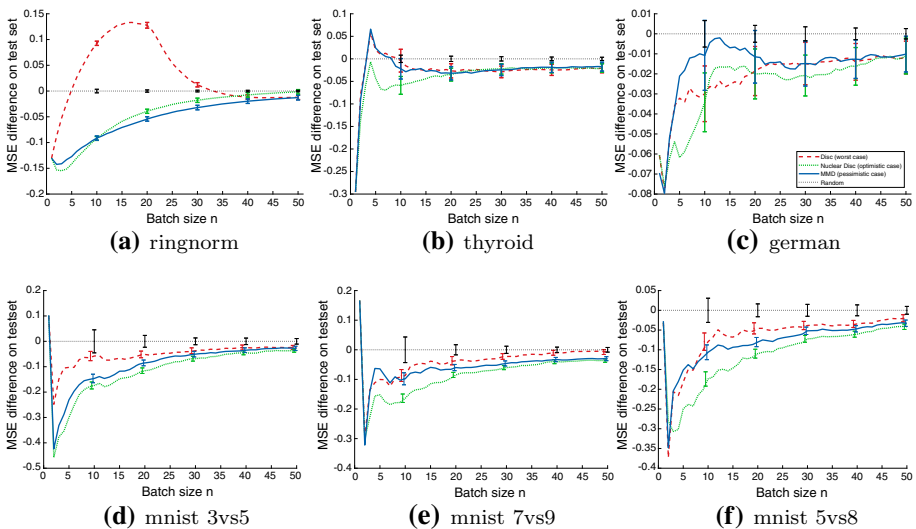 MSE difference on test set
0.15
0.1
0.05
0
-0.05
-0.1
-0.15
-0.2
0 5 10 15 20 25 30 35 40 45 50
Batch size n
(a) ringnorm
MSE difference on test set
0.1
0.05
0
-0.05
-0.1
-0.15
-0.2
-0.25
-0.3
0 5 10 15 20 25 30 35 40 45 50
Batch size n
(b) thyroid
MSE difference on test set
0.01
0
-0.01
-0.02
-0.03
-0.04
-0.05
-0.06
-0.07
-0.08
0 5 10 15 20 25 30 35 40 45 50
Disc (worst case)
Nuclear Disc (optimistic case)
MMD (pessimistic case)
Random
Batch size n
(c) german
MSE difference on testset
0.2
0.1
0
-0.1
-0.2
-0.3
-0.4
-0.5
0 5 10 15 20 25 30 35 40 45 50
Batch size n
(d) mnist 3vs5
MSE difference on testset
0.2
0.1
0
-0.1
-0.2
-0.3
-0.4
0 5 10 15 20 25 30 35 40 45 50
Batch size n
(e) mnist 7vs9
MSE difference on testset
0.05
0
-0.05
-0.1
-0.15
-0.2
-0.25
-0.3
-0.35
-0.4
0 5 10 15 20 25 30 35 40 45 50
Batch size n
(f) mnist 5vs8